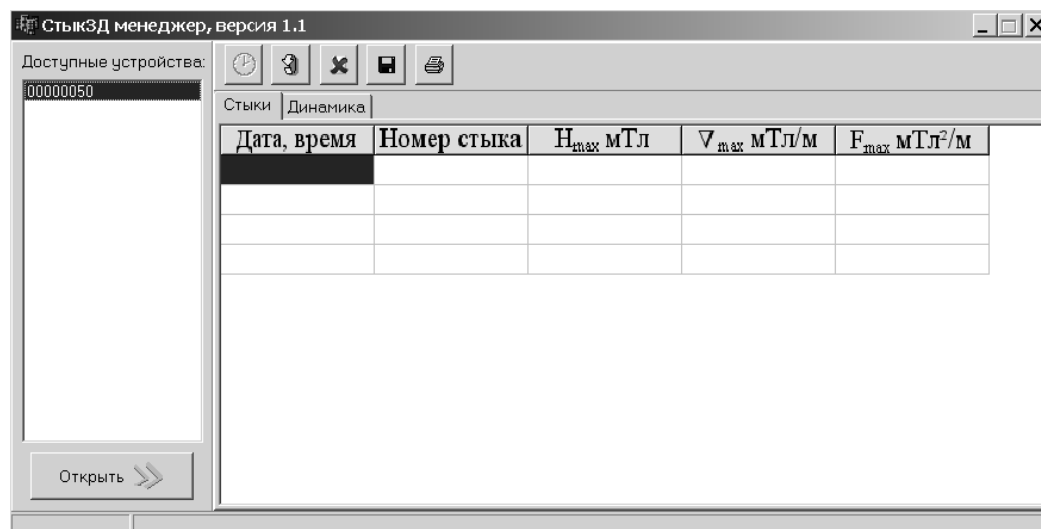 Стык3Д менеджер, версия 1.1
Доступные устройства:
00000050
Стыки Динамика
Дата, время Номер стыка Hmax мТл ∇max мТл/м Fmax мТл²/м
Открыть